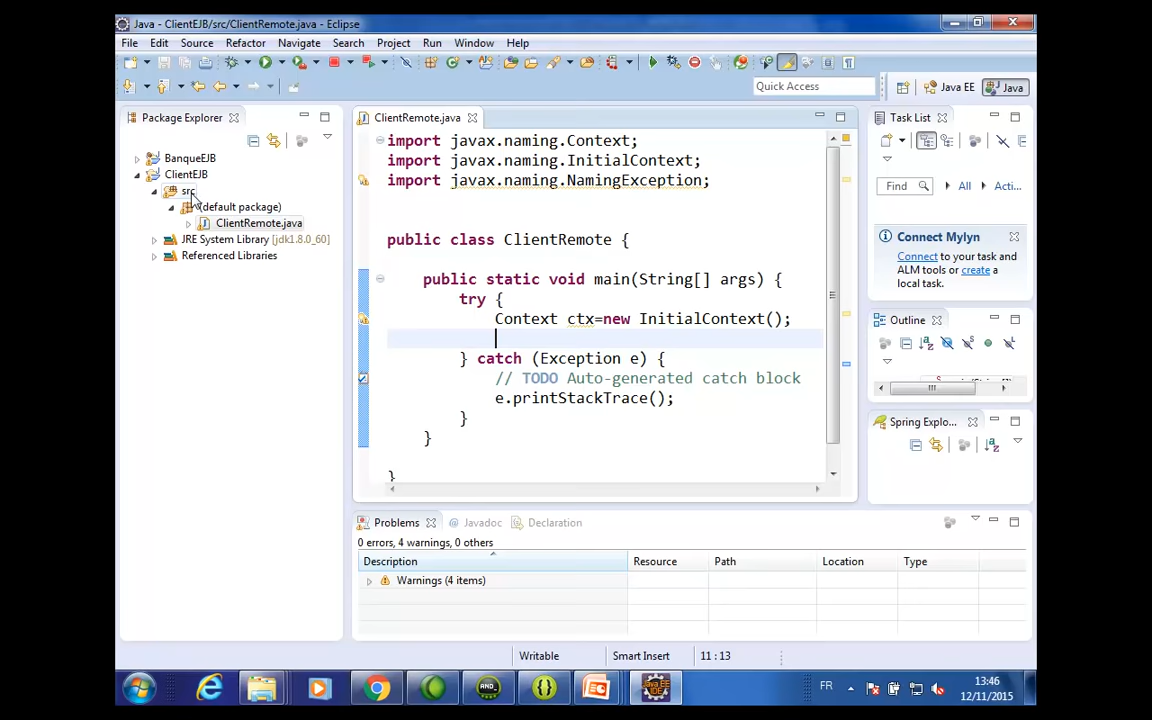 Java - ClientEJB/src/ClientRemote.java - Eclipse
File Edit Source Refactor Navigate Search Project Run Window Help
Quick Access
Java EE
Java
Package Explorer
BanqueEJB
ClientEJB
src
(default package)
ClientRemote.java
JRE System Library [jdk1.8.0_60]
Referenced Libraries
ClientRemote.java
import javax.naming.Context;
import javax.naming.InitialContext;
import javax.naming.NamingException;
public class ClientRemote {
public static void main(String[] args) {
try {
Context ctx=new InitialContext();
} catch (Exception e) {
// TODO Auto-generated catch block
e.printStackTrace();
}
}
}
Task List
Find All Acti...
Connect Mylyn
Connect to your task and
ALM tools or create a
local task.
Outline
Spring Explo...
Problems @ Javadoc Declaration
0 errors, 4 warnings, 0 others
Description Resource Path Location Type
Warnings (4 items)
Writable Smart Insert 11 : 13
FR
13:46
12/11/2015